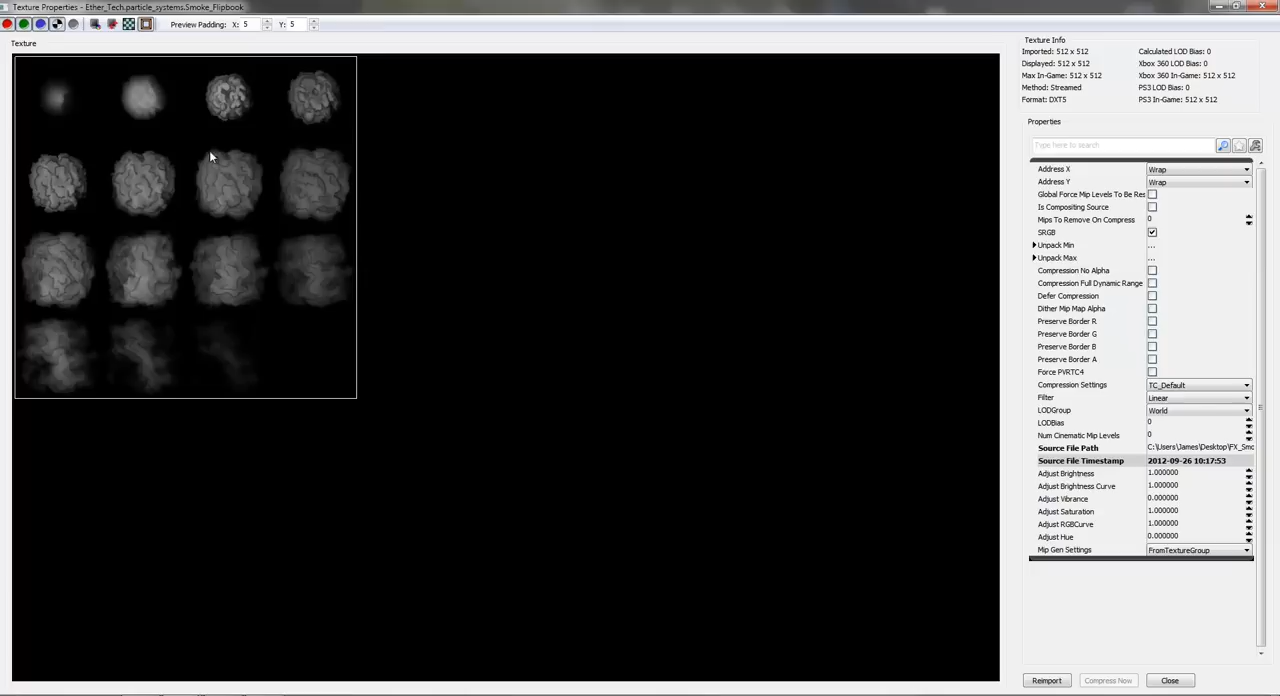 Texture Properties - Ether_Tech.particle_systems.Smoke_Flipbook
Preview Padding: X: 5 Y: 5
Texture
Texture Info
Imported: 512 x 512 Calculated LOD Bias: 0
Displayed: 512 x 512 Xbox 360 LOD Bias: 0
Max In-Game: 512 x 512 Xbox 360 In-Game: 512 x 512
Method: Streamed PS3 LOD Bias: 0
Format: DXT5 PS3 In-Game: 512 x 512
Properties
Type here to search
Address X Wrap
Address Y Wrap
Global Force Mip Levels To Be Res
Is Compositing Source
Mips To Remove On Compress 0
SRGB
Unpack Min ...
Unpack Max ...
Compression No Alpha
Compression Full Dynamic Range
Defer Compression
Dither Mip Map Alpha
Preserve Border R
Preserve Border G
Preserve Border B
Preserve Border A
Force PVRTC4
Compression Settings TC_Default
Filter Linear
LODGroup World
LODBias 0
Num Cinematic Mip Levels 0
Source File Path C:\Users\James\Desktop\FX_Smo
Source File Timestamp 2012-09-26 10:17:53
Adjust Brightness 1.000000
Adjust Brightness Curve 1.000000
Adjust Vibrance 0.000000
Adjust Saturation 1.000000
Adjust RGBCurve 1.000000
Adjust Hue 0.000000
Mip Gen Settings FromTextureGroup
Reimport Compress Now Close